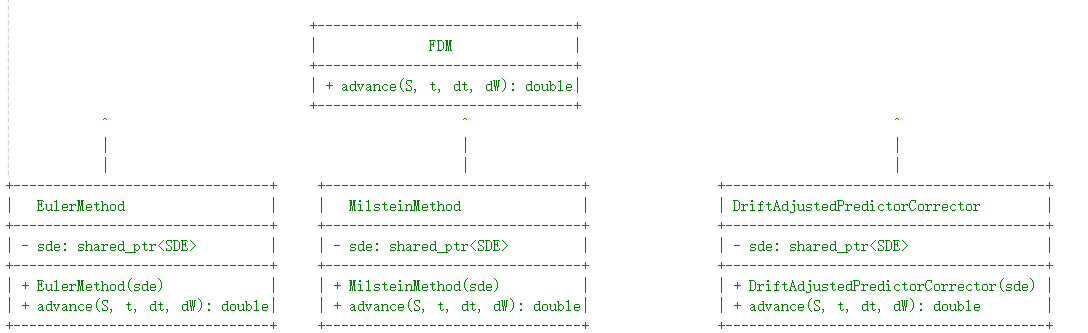 FDM
+ advance(S, t, dt, dW): double
EulerMethod
- sde: shared_ptr<SDE>
+ EulerMethod(sde)
+ advance(S, t, dt, dW): double
MilsteinMethod
- sde: shared_ptr<SDE>
+ MilsteinMethod(sde)
+ advance(S, t, dt, dW): double
DriftAdjustedPredictorCorrector
- sde: shared_ptr<SDE>
+ DriftAdjustedPredictorCorrector(sde)
+ advance(S, t, dt, dW): double